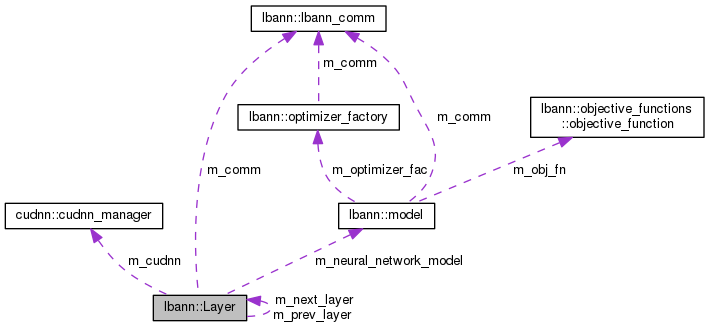 lbann::lbann_comm
m_comm
lbann::optimizer_factory
lbann::objective_functions
::objective_function
m_comm
m_comm
m_optimizer_fac
m_obj_fn
cudnn::cudnn_manager
lbann::model
m_cudnn
m_neural_network_model
lbann::Layer
m_next_layer
m_prev_layer